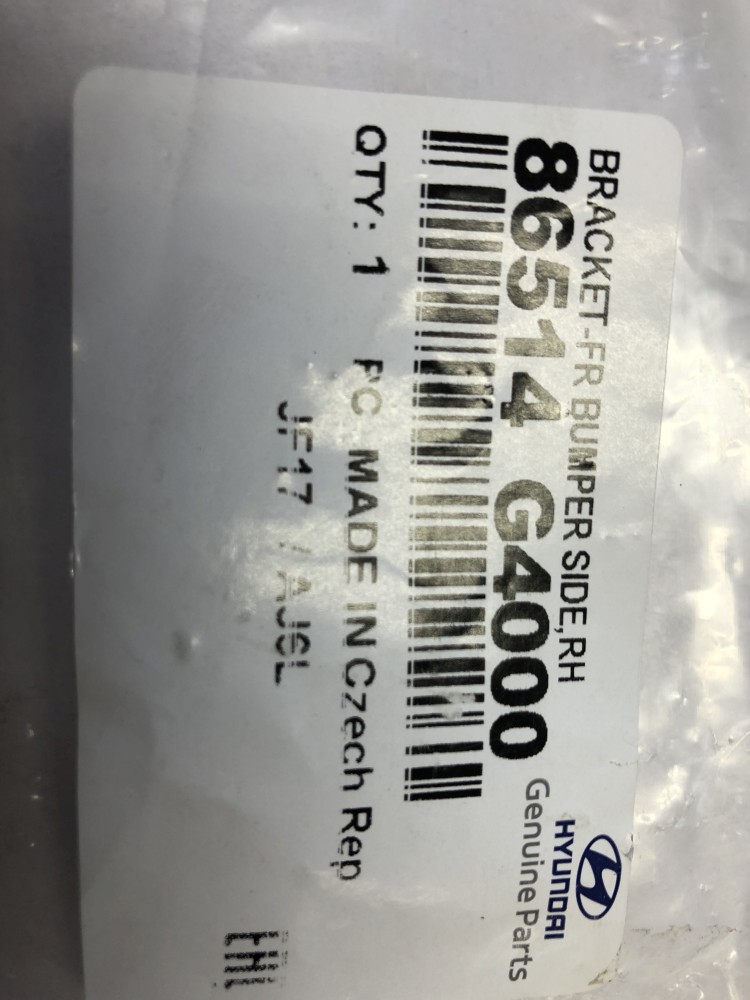 BRACKET-FR BUMPER SIDE,RH
86514 G4000
HYUNDAI
Genuine Parts
QTY: 1 PC MADE IN Czech Rep